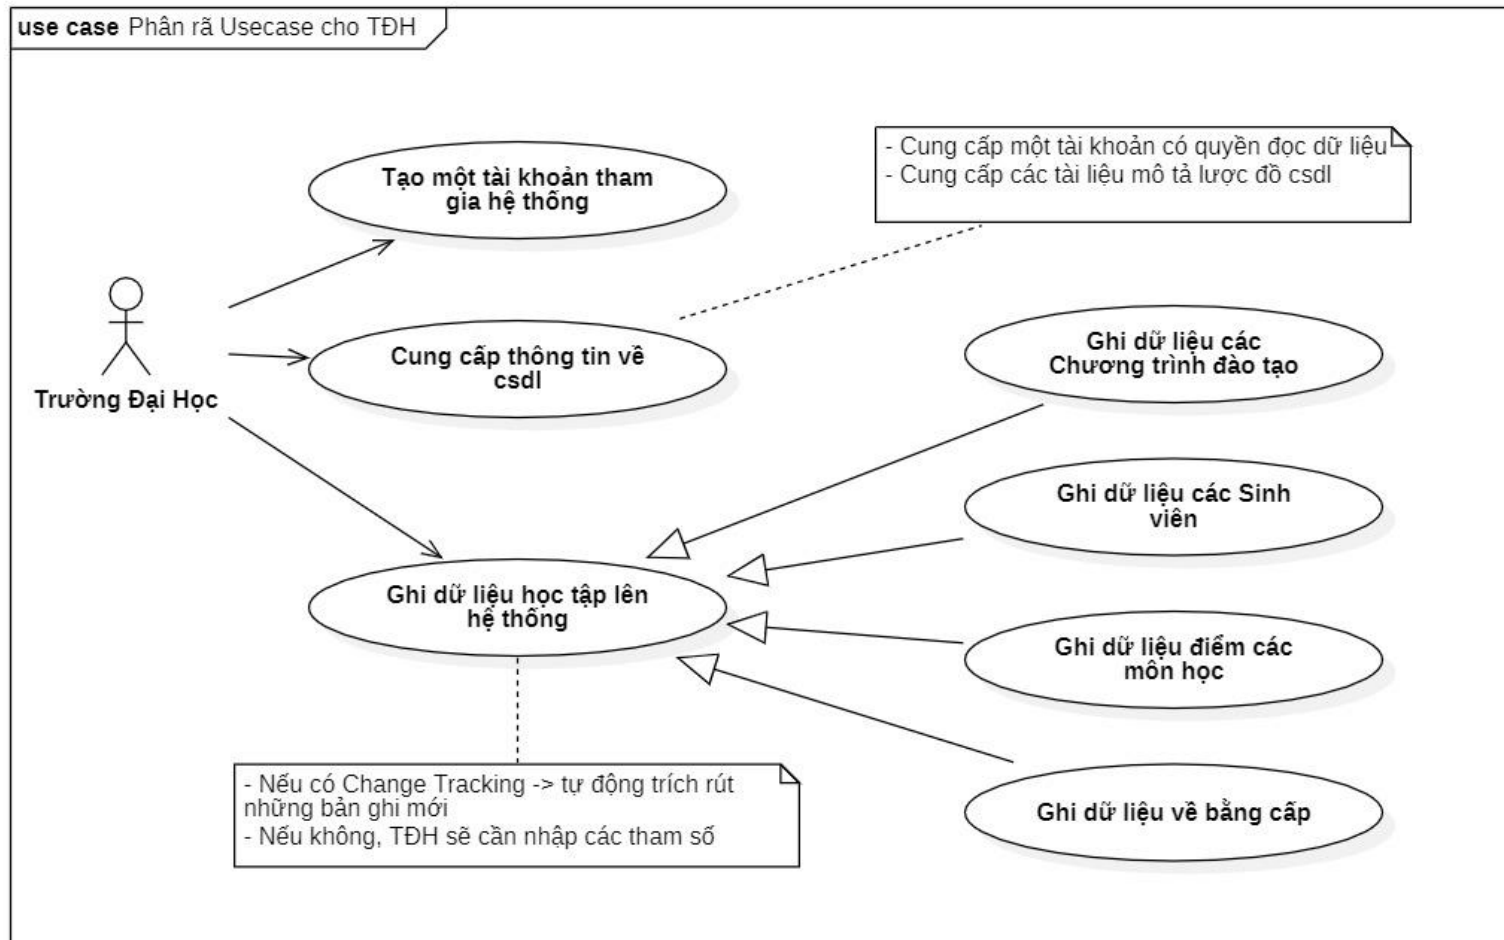 use case Phân rã Usecase cho TĐH
Tạo một tài khoản tham
gia hệ thống
- Cung cấp một tài khoản có quyền đọc dữ liệu
- Cung cấp các tài liệu mô tả lược đồ csdl
Cung cấp thông tin về
csdl
Trường Đại Học
Ghi dữ liệu các
Chương trình đào tạo
Ghi dữ liệu các Sinh
viên
Ghi dữ liệu học tập lên
hệ thống
Ghi dữ liệu điểm các
môn học
- Nếu có Change Tracking -> tự động trích rút
những bản ghi mới
- Nếu không, TĐH sẽ cần nhập các tham số
Ghi dữ liệu về bằng cấp